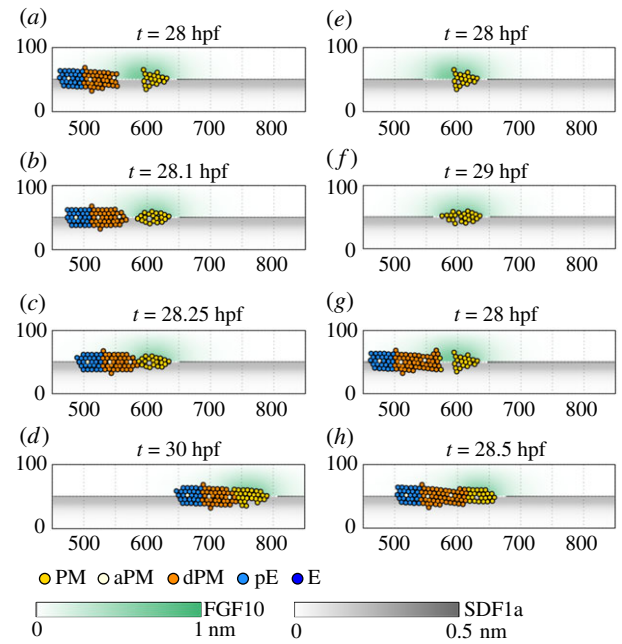 (a) t = 28 hpf
100
0
500 600 700 800
(b) t = 28.1 hpf
100
0
500 600 700 800
(c) t = 28.25 hpf
100
0
500 600 700 800
(d) t = 30 hpf
100
0
500 600 700 800
(e) t = 28 hpf
100
0
500 600 700 800
(f) t = 29 hpf
100
0
500 600 700 800
(g) t = 28 hpf
100
0
500 600 700 800
(h) t = 28.5 hpf
100
0
500 600 700 800
PM aPM dPM pE E
FGF10 SDF1a
0 1 nm 0 0.5 nm